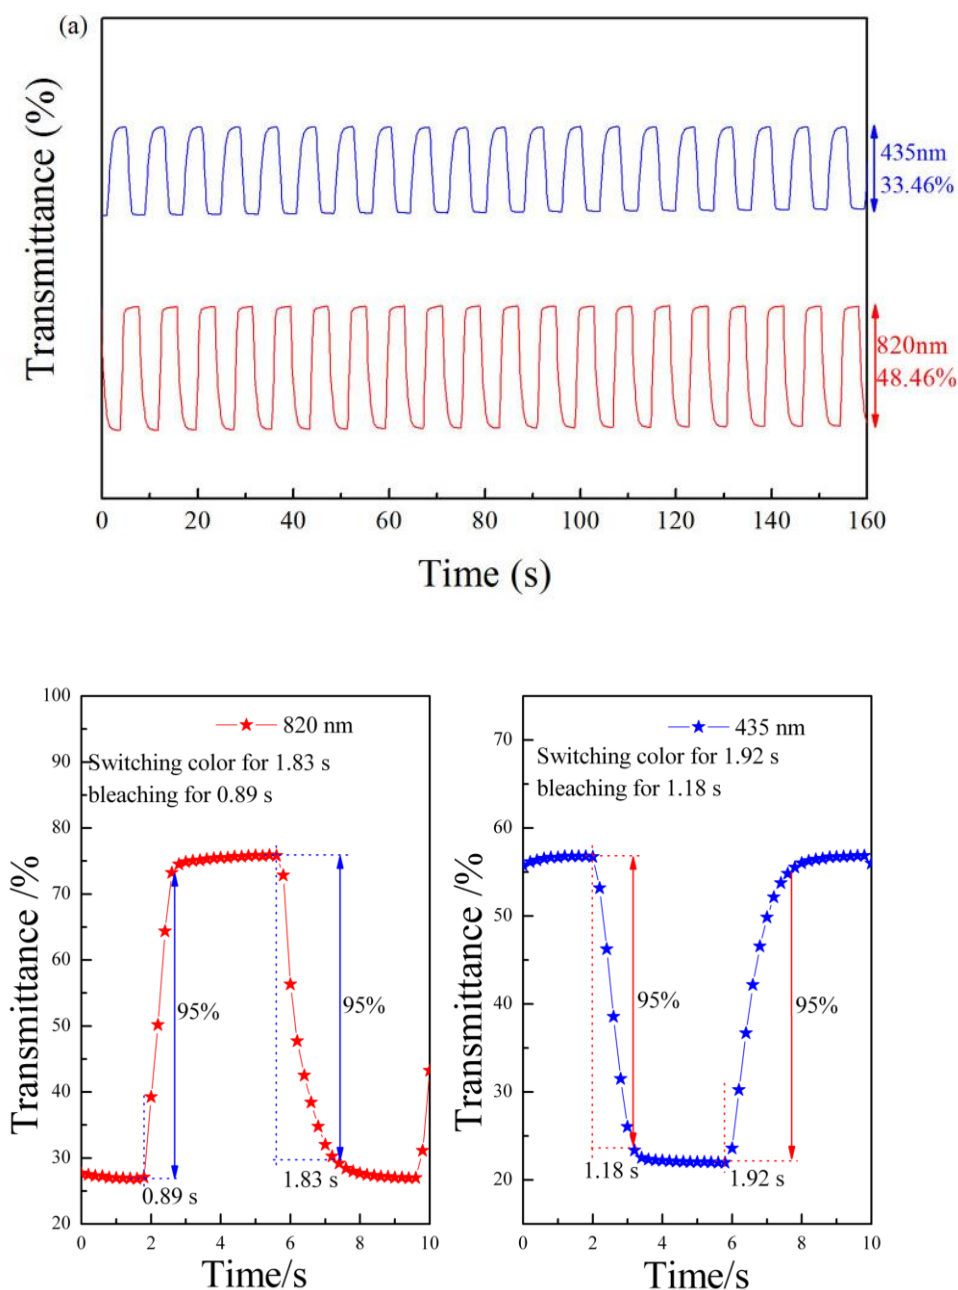 (a)
Transmittance (%)
435nm
33.46%
820nm
48.46%
0 20 40 60 80 100 120 140 160
Time (s)
100
90
80
70
60
50
40
30
20
Transmittance /%
820 nm
Switching color for 1.83 s
bleaching for 0.89 s
95%
95%
0.89 s
1.83 s
0 2 4 6 8 10
Time/s
70
60
50
40
30
20
Transmittance /%
435 nm
Switching color for 1.92 s
bleaching for 1.18 s
95%
95%
1.18 s
1.92 s
0 2 4 6 8 10
Time/s